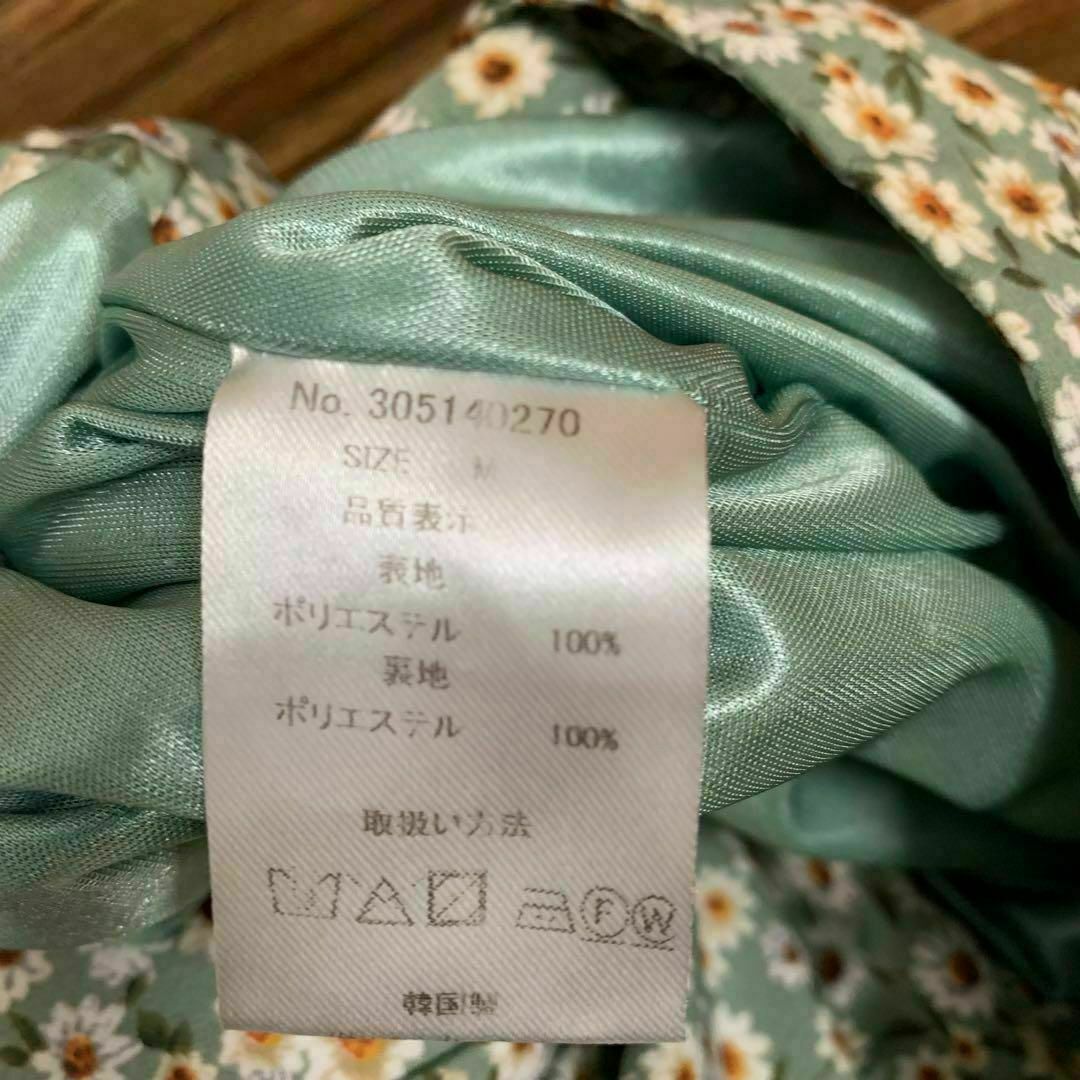 No. 305140270
SIZE M
品質表示
表地
ポリエステル 100%
裏地
ポリエステル 100%
取扱い方法
F W
韓国製